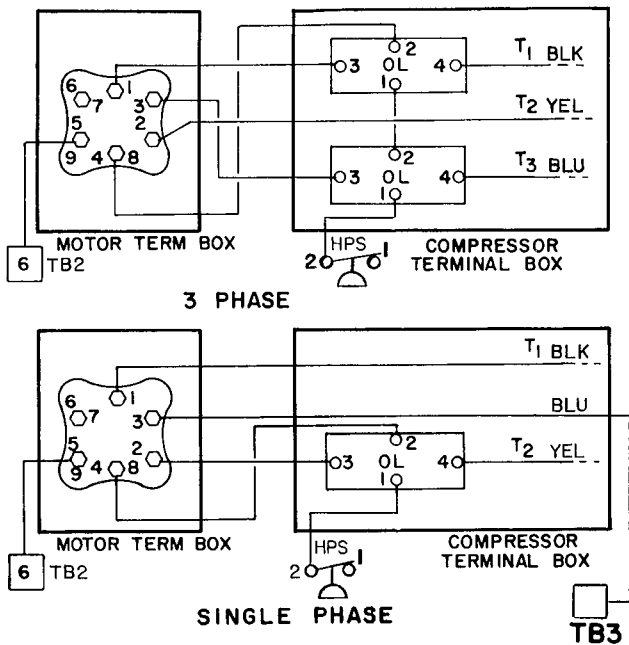 2
1
3
OL
4
T1 BLK
6
7
3
1
5
2
T2 YEL
9
4
8
2
3
OL
4
T3 BLU
1
MOTOR TERM BOX
HPS
2
1
COMPRESSOR
TERMINAL BOX
6
TB2
3 PHASE
T1 BLK
1
6
7
3
BLU
5
2
2
3
OL
4
T2 YEL
9
4
8
1
MOTOR TERM BOX
HPS
2
1
COMPRESSOR
TERMINAL BOX
6
TB2
SINGLE PHASE
TB3